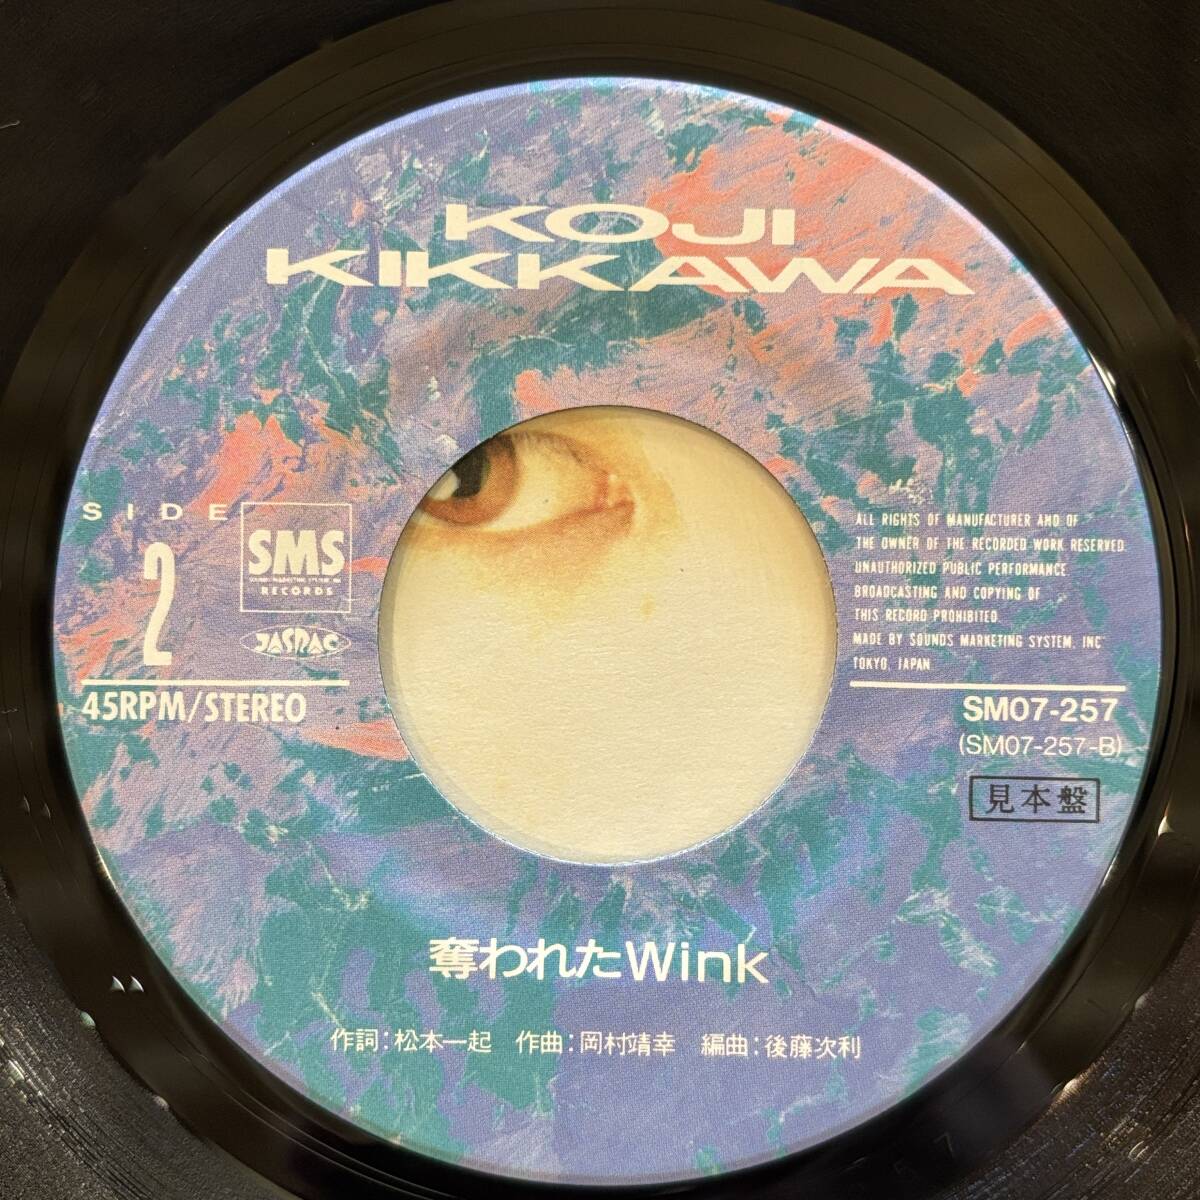 KOJI
KIKKAWA
SIDE
2
SMS
RECORDS
JASRAC
45RPM/STEREO
ALL RIGHTS OF MANUFACTURER AND OF
THE OWNER OF THE RECORDED WORK RESERVED
UNAUTHORIZED PUBLIC PERFORMANCE
BROADCASTING AND COPYING OF
THIS RECORD PROHIBITED
MADE BY SOUNDS MARKETING SYSTEM, INC
TOKYO, JAPAN
SM07-257
(SM07-257-B)
見本盤
奪われたWink
作詞:松本一起 作曲:岡村靖幸 編曲:後藤次利